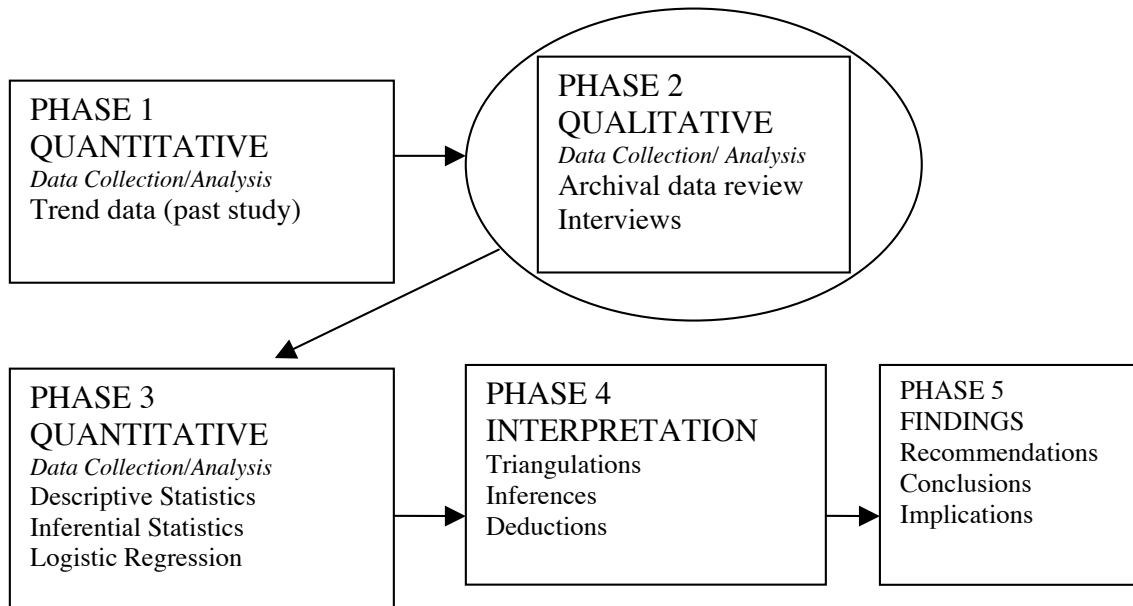 PHASE 1
QUANTITATIVE
Data Collection/Analysis
Trend data (past study)
PHASE 2
QUALITATIVE
Data Collection/ Analysis
Archival data review
Interviews
PHASE 3
QUANTITATIVE
Data Collection/Analysis
Descriptive Statistics
Inferential Statistics
Logistic Regression
PHASE 4
INTERPRETATION
Triangulations
Inferences
Deductions
PHASE 5
FINDINGS
Recommendations
Conclusions
Implications